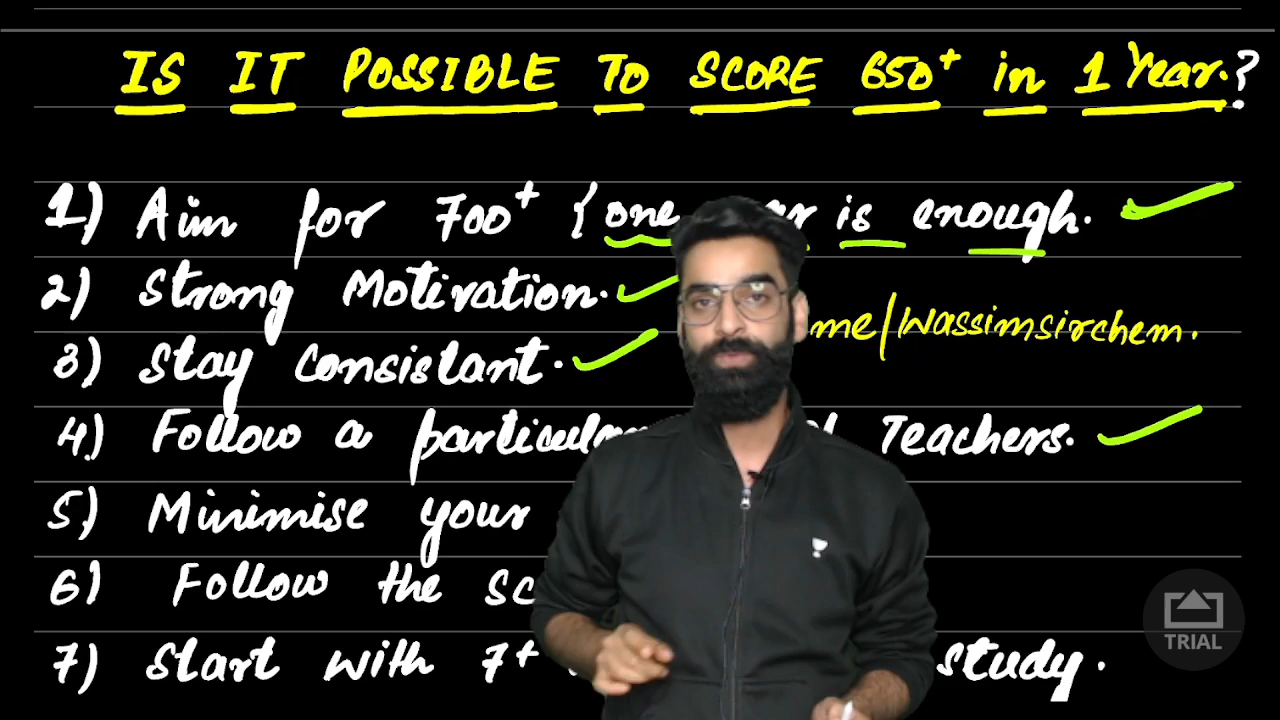 IS IT POSSIBLE TO SCORE 650+ in 1 Year.?
1) Aim for 700+ { one is enough.
2) Strong Motivation.
me/Wassimsirchem.
3) Stay consistant.
4) Follow a Teachers.
5) Minimise your
6) Follow the
7) Start with 7+ study.
TRIAL